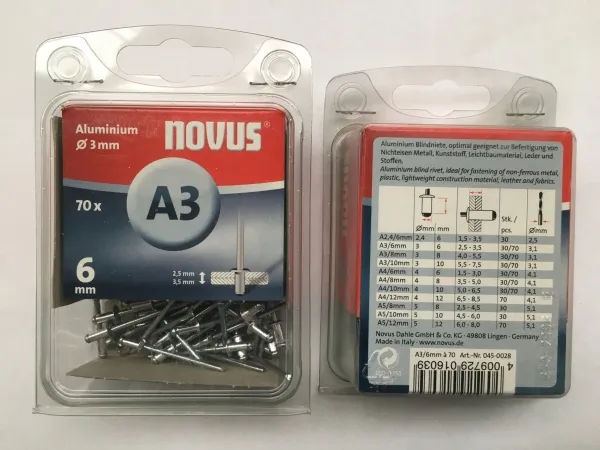 Aluminium
Ø 3mm
novus®
70 x
A3
6
mm
2,5 mm
3,5 mm
Aluminium Blindniete, optimal geeignet zur Befestigung von
Nichteisen Metall, Kunststoff, Leichtbaumaterial, Leder und
Stoffen.
Aluminium blind rivet, ideal for fastening of non-ferrous metal,
plastic, lightweight construction material, leather and fabrics.
Stk./
pcs.
Ømm mm Ømm
A2,4/6mm 2,4 6 1,5 - 3,5 30 2,5
A3/6mm 3 6 2,5 - 3,5 30/70 3,1
A3/8mm 3 8 4,0 - 5,5 30/70 3,1
A3/10mm 3 10 5,5 - 7,5 30/70 3,1
A4/6mm 4 6 1,5 - 3,0 30/70 4,1
A4/8mm 4 8 3,5 - 5,0 30/70 4,1
A4/10mm 4 10 5,0 - 6,5 30/70 4,1
A4/12mm 4 12 6,5 - 8,5 70 4,1
A5/8mm 5 8 2,5 - 4,5 30 5,1
A5/10mm 5 10 4,5 - 6,0 30/70 5,1
A5/12mm 5 12 6,0 - 8,0 70 5,1
Novus Dahle GmbH & Co. KG · 49808 Lingen · Germany
Made in Italy · www.novus.de
A3/6mm à 70 Art.-Nr. 045-0028
4 009729 016039